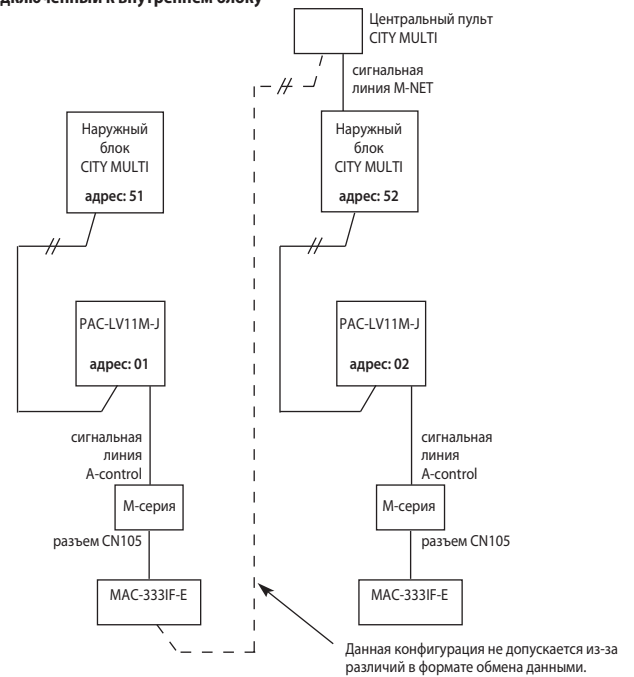 дключенный к внутреннем блоку
Центральный пульт
CITY MULTI
сигнальная
линия M-NET
Наружный
блок
CITY MULTI
адрес: 51
Наружный
блок
CITY MULTI
адрес: 52
PAC-LV11M-J
адрес: 01
PAC-LV11M-J
адрес: 02
сигнальная
линия
A-control
сигнальная
линия
A-control
М-серия
М-серия
разъем CN105
разъем CN105
MAC-333IF-E
MAC-333IF-E
Данная конфигурация не допускается из-за
различий в формате обмена данными.